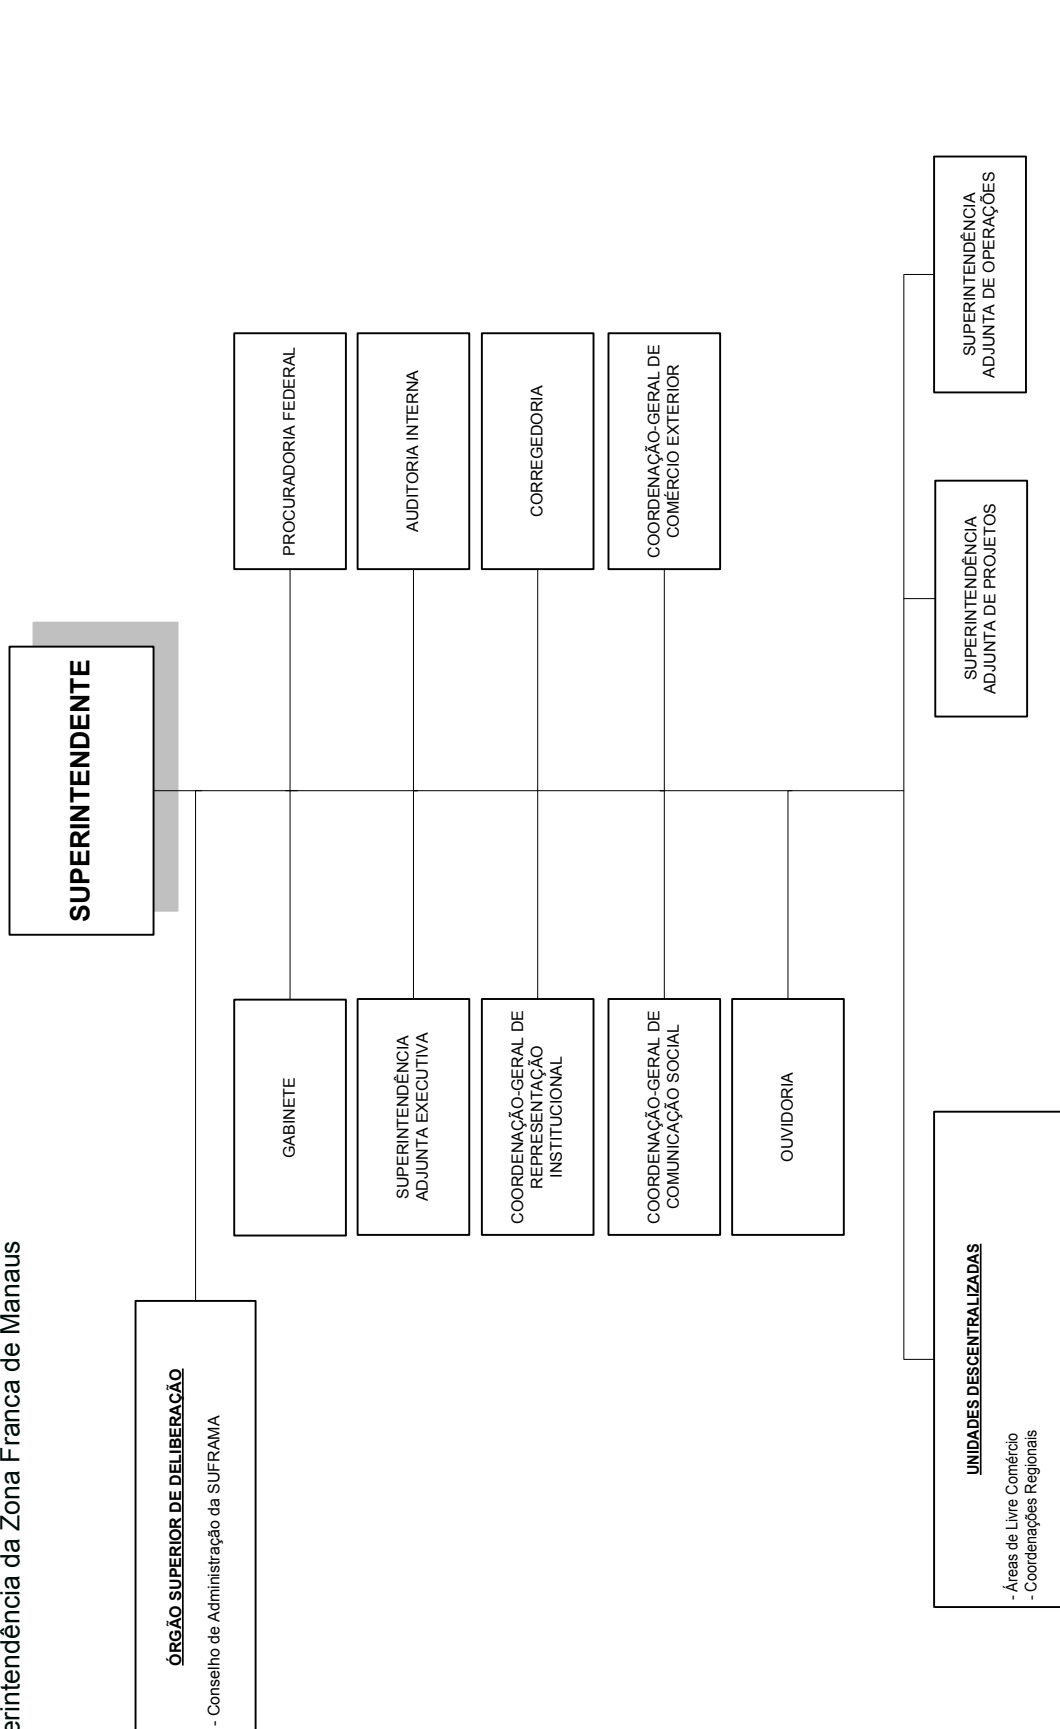 da Zona Franca de Manaus
SUPERINTENDENTE
ÓRGÃO SUPERIOR DE DELIBERAÇÃO
- Conselho de Administração da SUFRAMA
GABINETE
PROCURADORIA FEDERAL
SUPERINTENDÊNCIA
ADJUNTA EXECUTIVA
AUDITORIA INTERNA
COORDENAÇÃO-GERAL DE
REPRESENTAÇÃO
INSTITUCIONAL
CORREGEDORIA
COORDENAÇÃO-GERAL DE
COMUNICAÇÃO SOCIAL
COORDENAÇÃO-GERAL DE
COMÉRCIO EXTERIOR
OUVIDORIA
UNIDADES DESCENTRALIZADAS
- Áreas de Livre Comércio
- Coordenações Regionais
SUPERINTENDÊNCIA
ADJUNTA DE PROJETOS
SUPERINTENDÊNCIA
ADJUNTA DE OPERAÇÕES